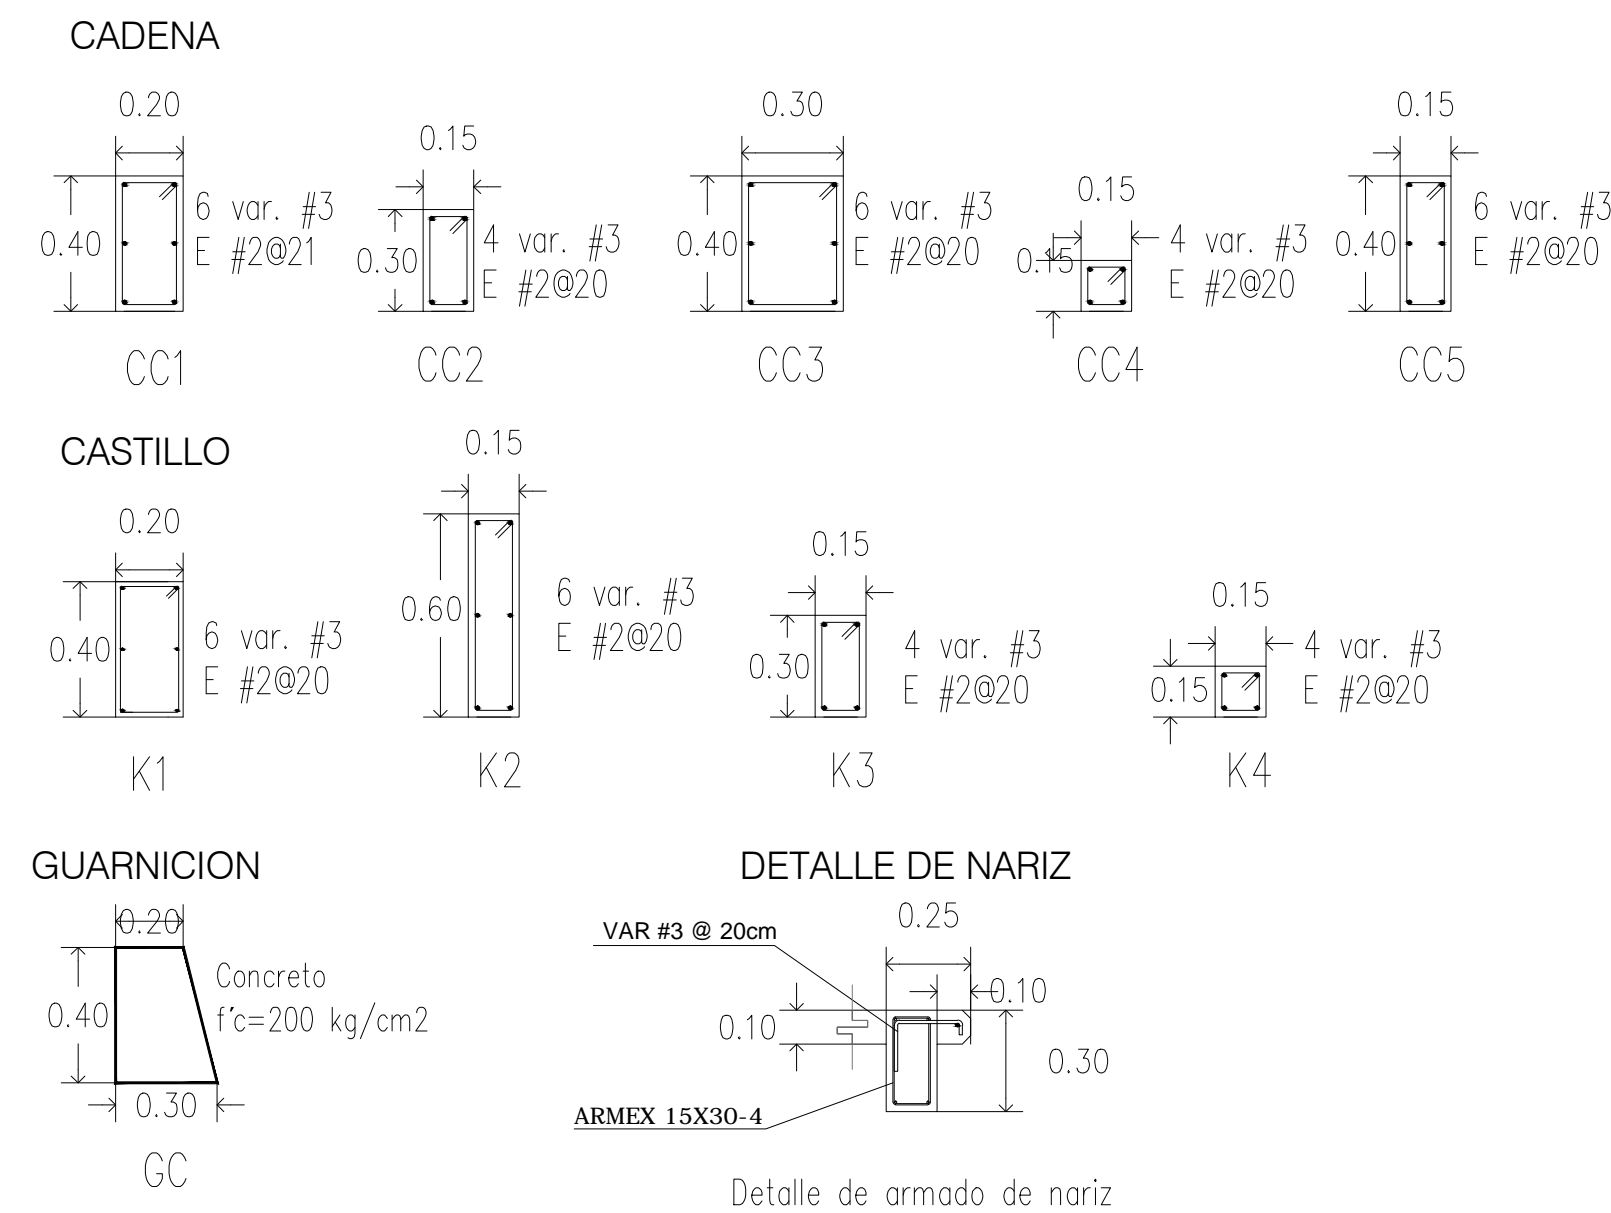 CADENA
0.20
0.40
6 var. #3
E #2@21
CC1
0.15
0.30
4 var. #3
E #2@20
CC2
0.30
0.40
6 var. #3
E #2@20
CC3
0.15
0.15
4 var. #3
E #2@20
CC4
0.15
0.40
6 var. #3
E #2@20
CC5
CASTILLO
0.20
0.40
6 var. #3
E #2@20
K1
0.15
0.60
6 var. #3
E #2@20
K2
0.15
0.30
4 var. #3
E #2@20
K3
0.15
0.15
4 var. #3
E #2@20
K4
GUARNICION
0.20
0.40
Concreto
f'c=200 kg/cm2
0.30
GC
DETALLE DE NARIZ
0.25
VAR #3 @ 20cm
0.10
0.10
0.30
ARMEX 15X30-4
Detalle de armado de nariz